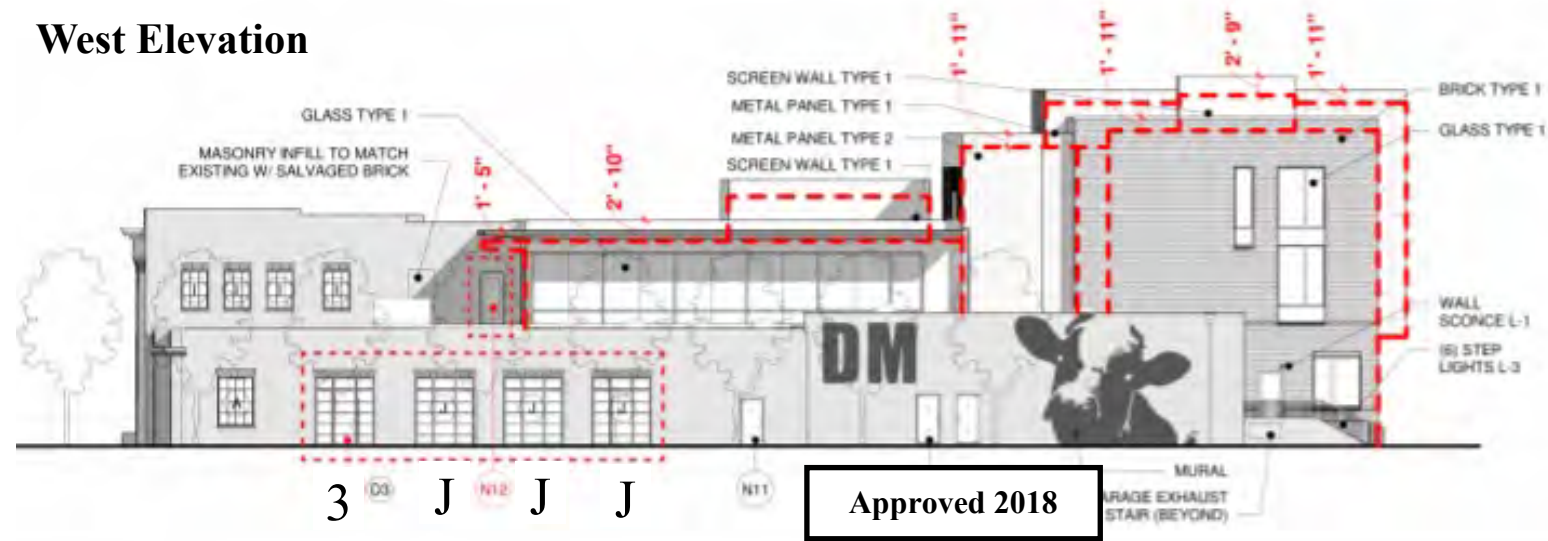 West Elevation
1' - 11"
1' - 11"
2' - 9"
1' - 11"
SCREEN WALL TYPE 1
BRICK TYPE 1
METAL PANEL TYPE 1
GLASS TYPE 1
GLASS TYPE 1
METAL PANEL TYPE 2
MASONRY INFILL TO MATCH
EXISTING W/ SALVAGED BRICK
SCREEN WALL TYPE 1
1' - 5"
2' - 10"
WALL
SCONCE L-1
(6) STEP
LIGHTS L-3
DM
A
J
J
J
3
D3
J
N12
J
J
N11
Approved 2018
MURAL
ARAGE EXHAUST
STAIR (BEYOND)